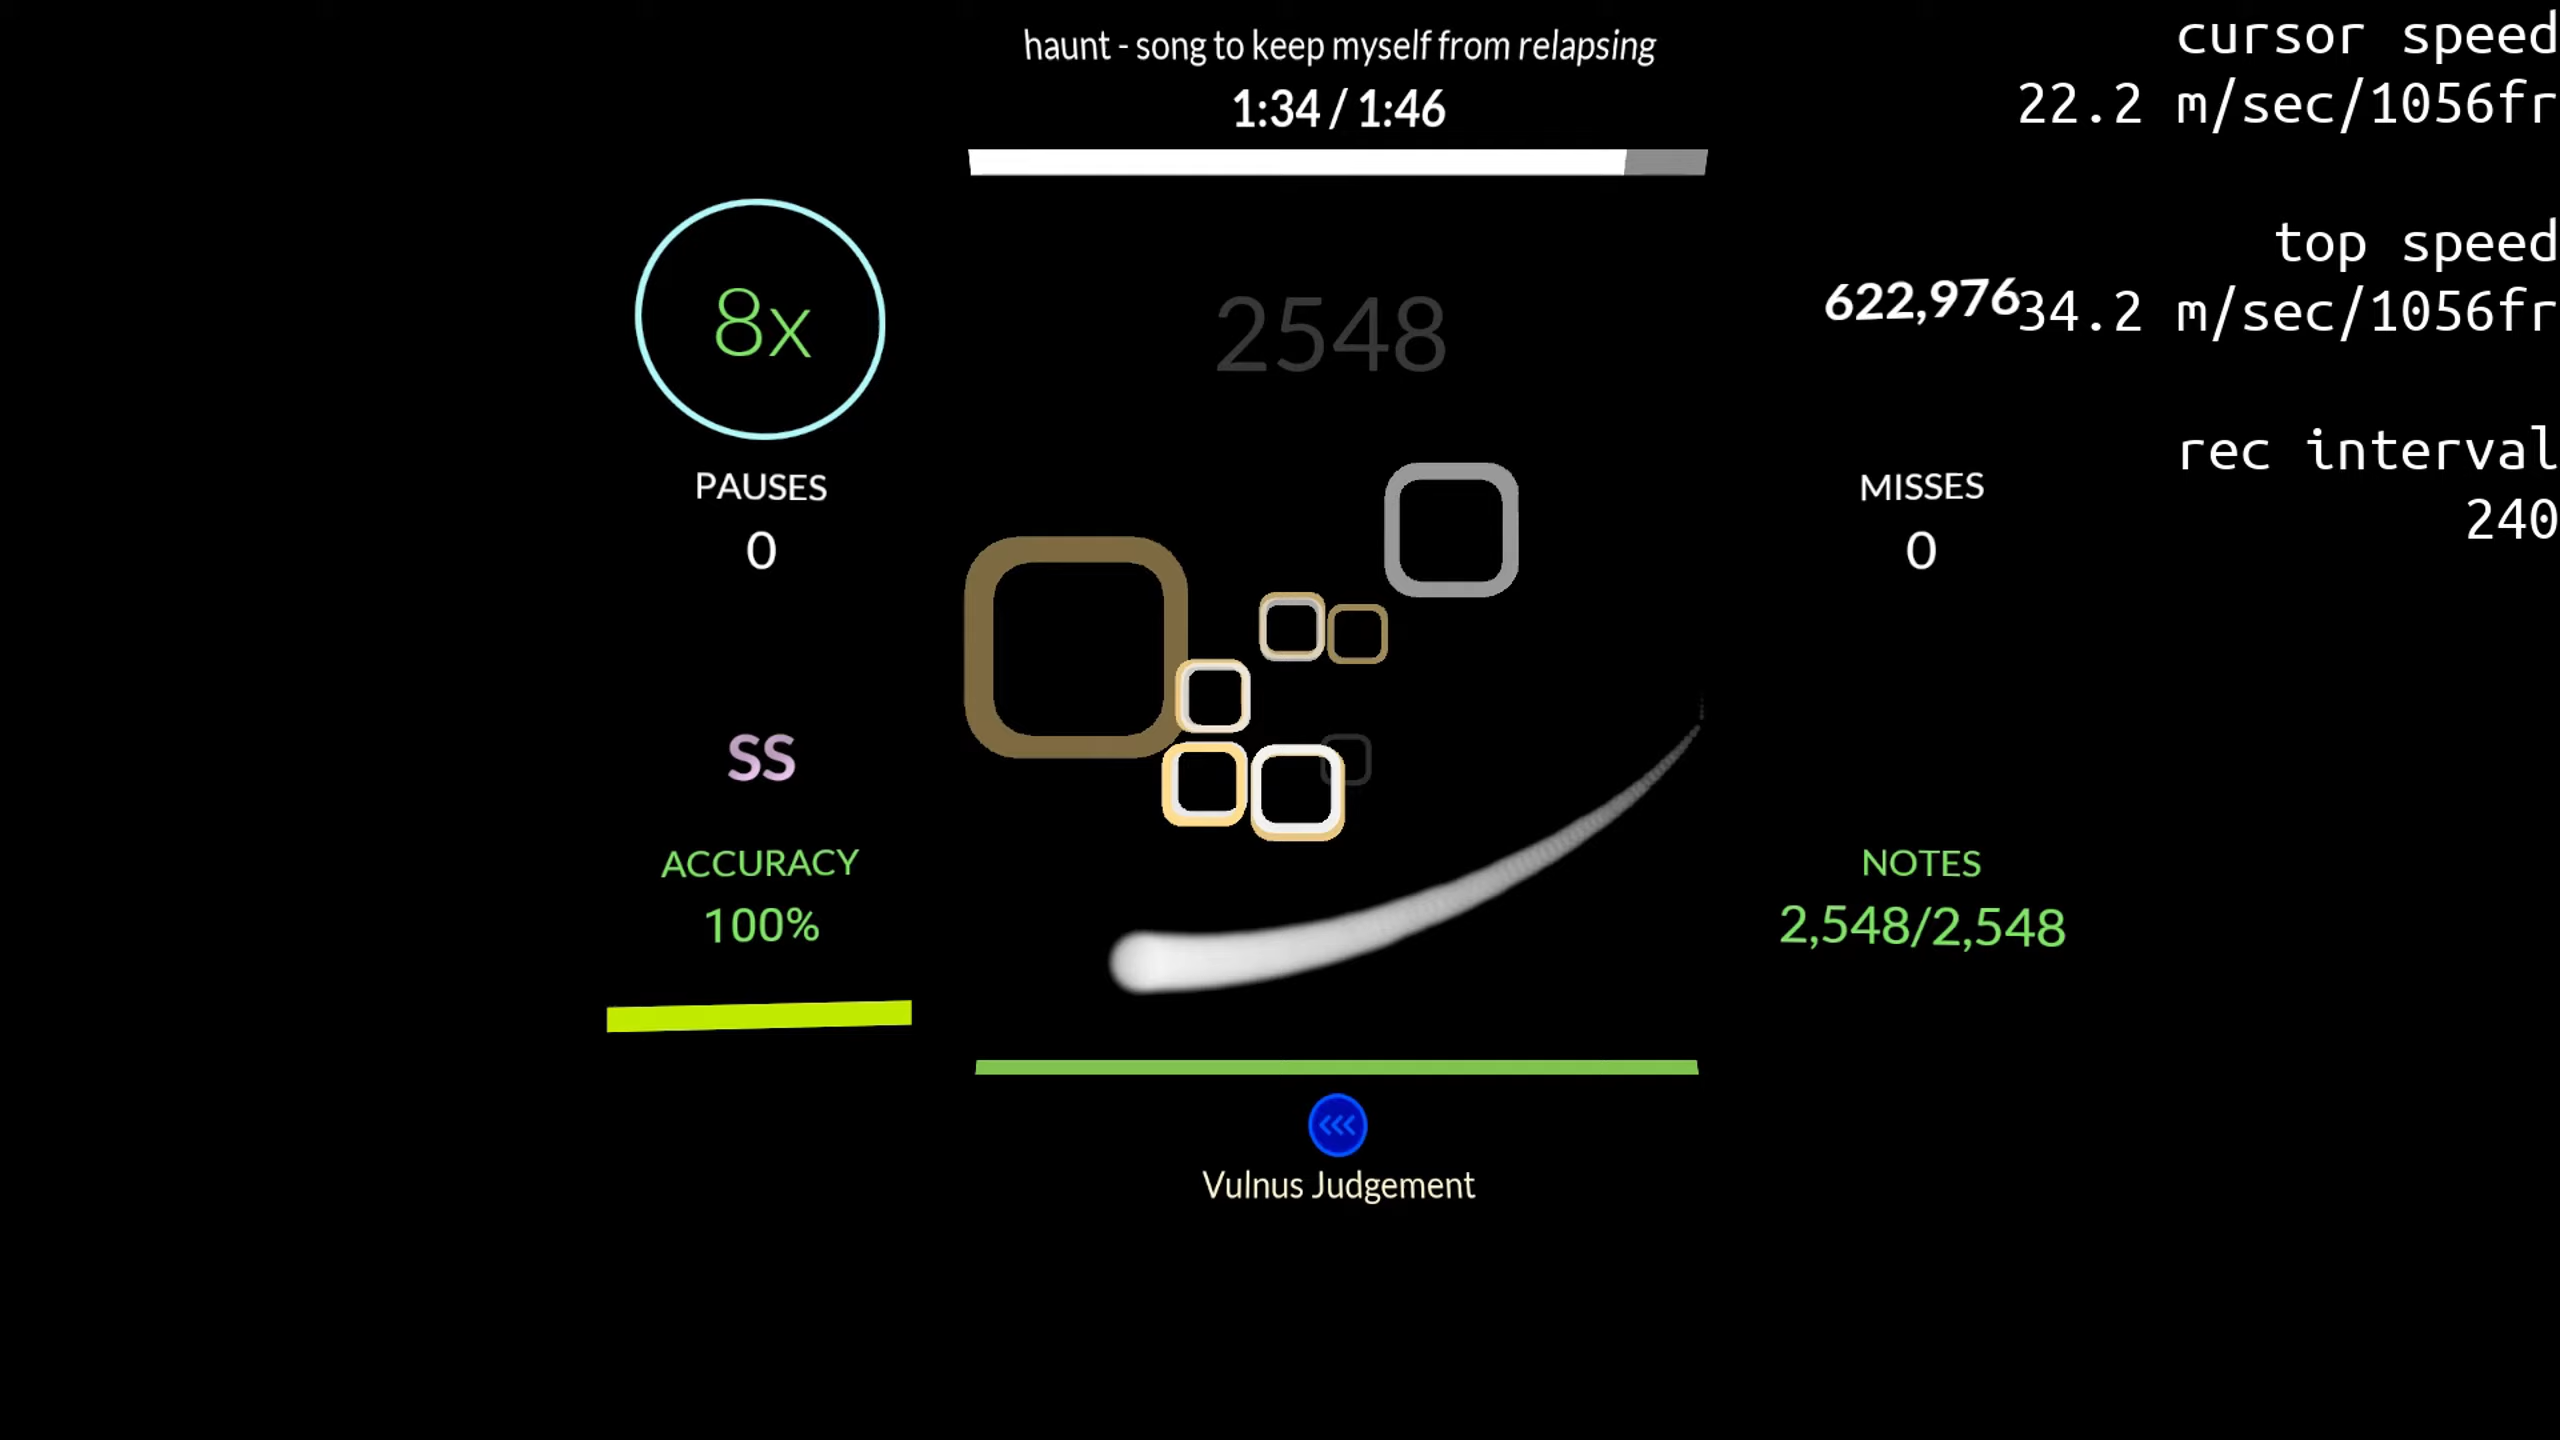 haunt - song to keep myself from relapsing
1:34 / 1:46
cursor speed
22.2 m/sec/1056fr
top speed
34.2 m/sec/1056fr
rec interval
240
8x
2548
622,976
PAUSES
0
MISSES
0
SS
ACCURACY
100%
NOTES
2,548/2,548
Vulnus Judgement